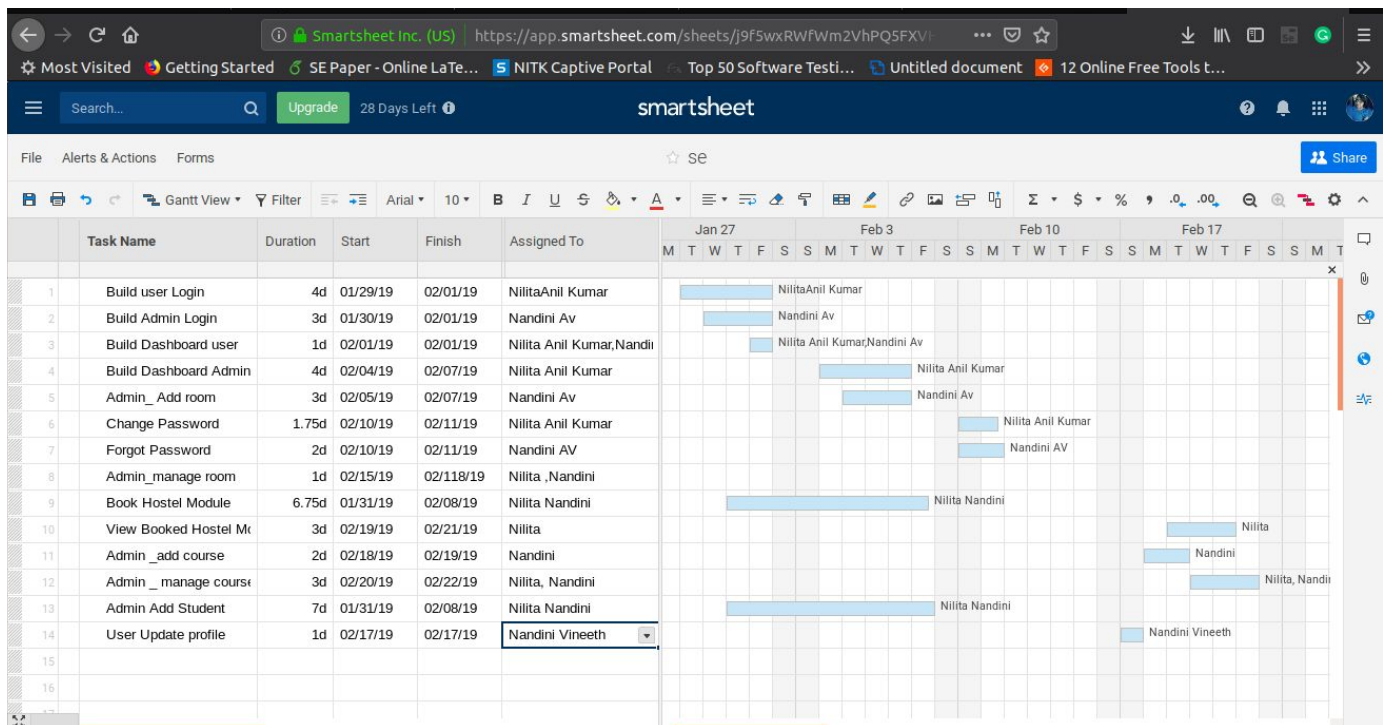 Smartsheet Inc. (US) https://app.smartsheet.com/sheets/j9f5wxRWfWm2VhPQ5FXVH
Most Visited Getting Started SE Paper - Online LaTe... NITK Captive Portal Top 50 Software Testi... Untitled document 12 Online Free Tools t...
Search... Upgrade 28 Days Left smartsheet
File Alerts & Actions Forms se Share
Gantt View Filter Arial 10 B I U S A Σ $ % .0 .00
Task Name Duration Start Finish Assigned To Jan 27 Feb 3 Feb 10 Feb 17
M T W T F S S M T W T F S S M T W T F S S M T W T F S S M T
1 Build user Login 4d 01/29/19 02/01/19 NilitaAnil Kumar NilitaAnil Kumar
2 Build Admin Login 3d 01/30/19 02/01/19 Nandini Av Nandini Av
3 Build Dashboard user 1d 02/01/19 02/01/19 Nilita Anil Kumar,Nandii Nilita Anil Kumar,Nandini Av
4 Build Dashboard Admin 4d 02/04/19 02/07/19 Nilita Anil Kumar Nilita Anil Kumar
5 Admin_ Add room 3d 02/05/19 02/07/19 Nandini Av Nandini Av
6 Change Password 1.75d 02/10/19 02/11/19 Nilita Anil Kumar Nilita Anil Kumar
7 Forgot Password 2d 02/10/19 02/11/19 Nandini AV Nandini AV
8 Admin_manage room 1d 02/15/19 02/118/19 Nilita ,Nandini
9 Book Hostel Module 6.75d 01/31/19 02/08/19 Nilita Nandini Nilita Nandini
10 View Booked Hostel Mo 3d 02/19/19 02/21/19 Nilita Nilita
11 Admin _add course 2d 02/18/19 02/19/19 Nandini Nandini
12 Admin _ manage course 3d 02/20/19 02/22/19 Nilita, Nandini Nilita, Nandin
13 Admin Add Student 7d 01/31/19 02/08/19 Nilita Nandini Nilita Nandini
14 User Update profile 1d 02/17/19 02/17/19 Nandini Vineeth Nandini Vineeth
15
16